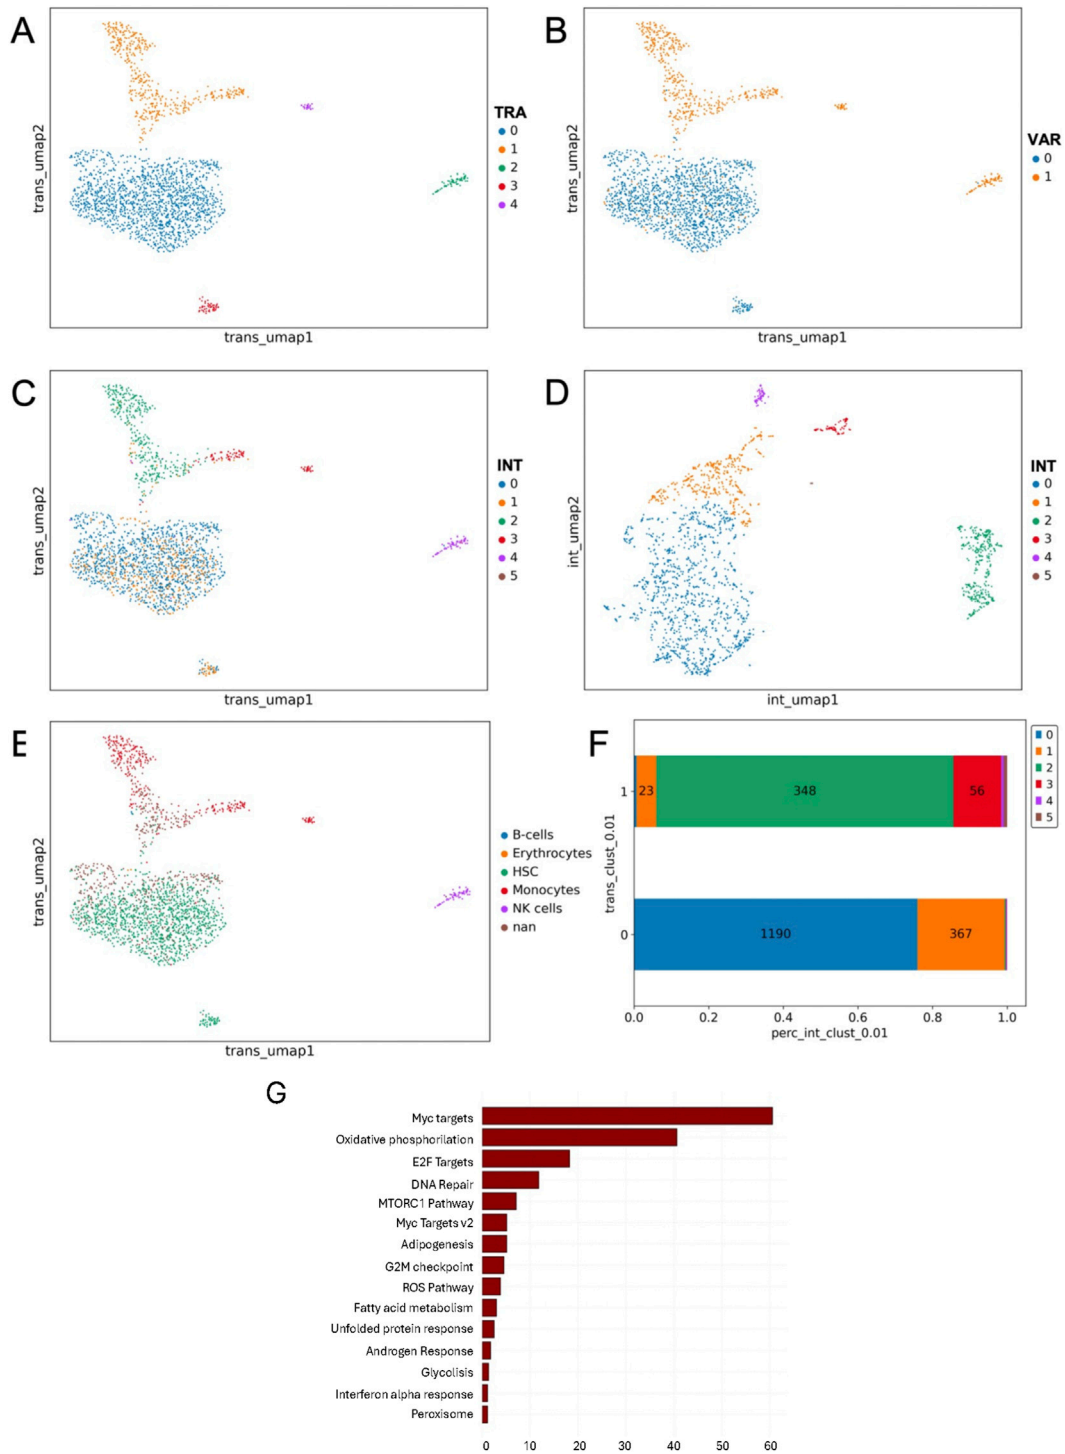 A
trans_umap2
trans_umap1
TRA
0
1
2
3
4
B
trans_umap2
trans_umap1
VAR
0
1
C
trans_umap2
trans_umap1
INT
0
1
2
3
4
5
D
int_umap2
int_umap1
INT
0
1
2
3
4
5
E
trans_umap2
trans_umap1
B-cells
Erythrocytes
HSC
Monocytes
NK cells
nan
F
trans_clust_0.01
1
23
348
56
0
1190
367
0.0
0.2
0.4
0.6
0.8
1.0
perc_int_clust_0.01
0
1
2
3
4
5
G
Myc targets
Oxidative phosphorilation
E2F Targets
DNA Repair
MTORC1 Pathway
Myc Targets v2
Adipogenesis
G2M checkpoint
ROS Pathway
Fatty acid metabolism
Unfolded protein response
Androgen Response
Glycolisis
Interferon alpha response
Peroxisome
0
10
20
30
40
50
60